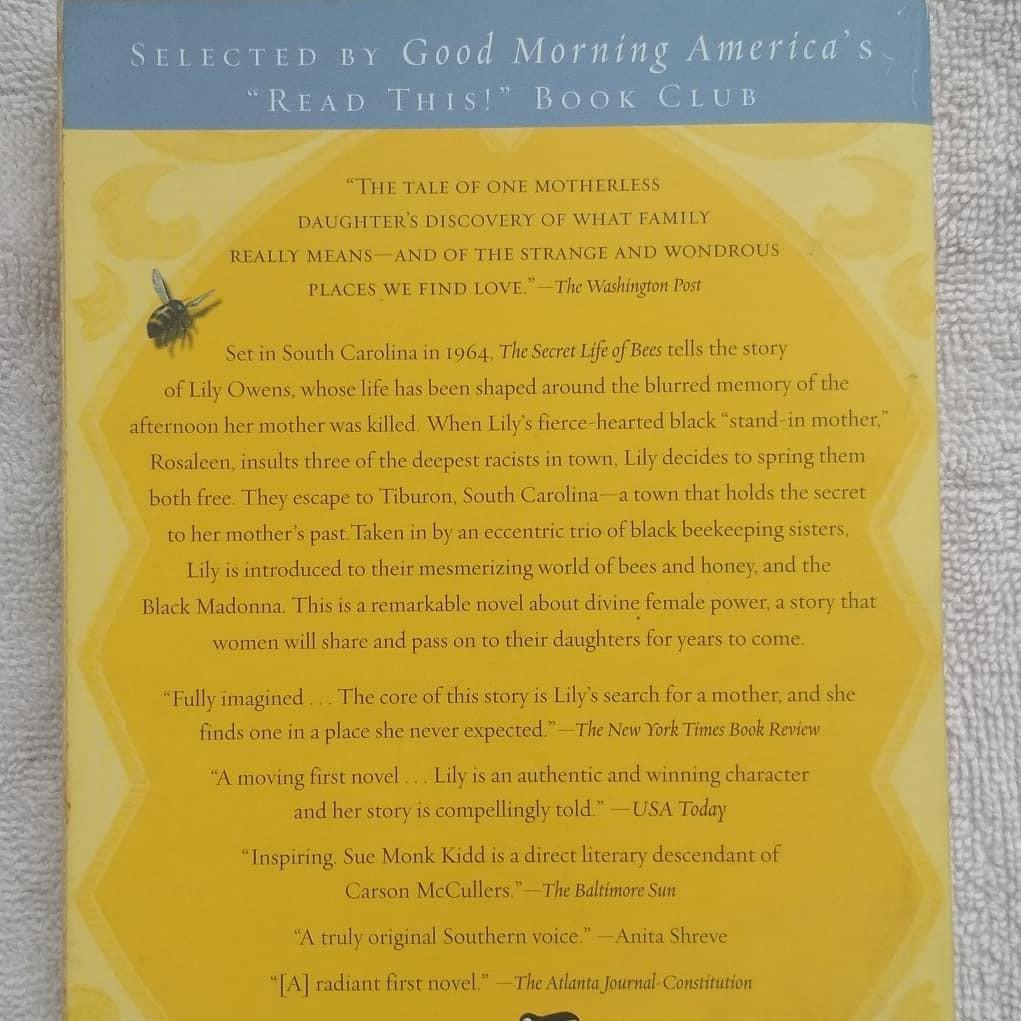 SELECTED BY Good Morning America's
"READ THIS!" BOOK CLUB
"THE TALE OF ONE MOTHERLESS
DAUGHTER'S DISCOVERY OF WHAT FAMILY
REALLY MEANS—AND OF THE STRANGE AND WONDROUS
PLACES WE FIND LOVE."—The Washington Post
Set in South Carolina in 1964, The Secret Life of Bees tells the story
of Lily Owens, whose life has been shaped around the blurred memory of the
afternoon her mother was killed. When Lily's fierce-hearted black "stand-in mother,"
Rosaleen, insults three of the deepest racists in town, Lily decides to spring them
both free. They escape to Tiburon, South Carolina—a town that holds the secret
to her mother's past. Taken in by an eccentric trio of black beekeeping sisters,
Lily is introduced to their mesmerizing world of bees and honey, and the
Black Madonna. This is a remarkable novel about divine female power, a story that
women will share and pass on to their daughters for years to come.
"Fully imagined . . . The core of this story is Lily's search for a mother, and she
finds one in a place she never expected."—The New York Times Book Review
"A moving first novel . . . Lily is an authentic and winning character
and her story is compellingly told." —USA Today
"Inspiring. Sue Monk Kidd is a direct literary descendant of
Carson McCullers."—The Baltimore Sun
"A truly original Southern voice." —Anita Shreve
"[A] radiant first novel." —The Atlanta Journal-Constitution